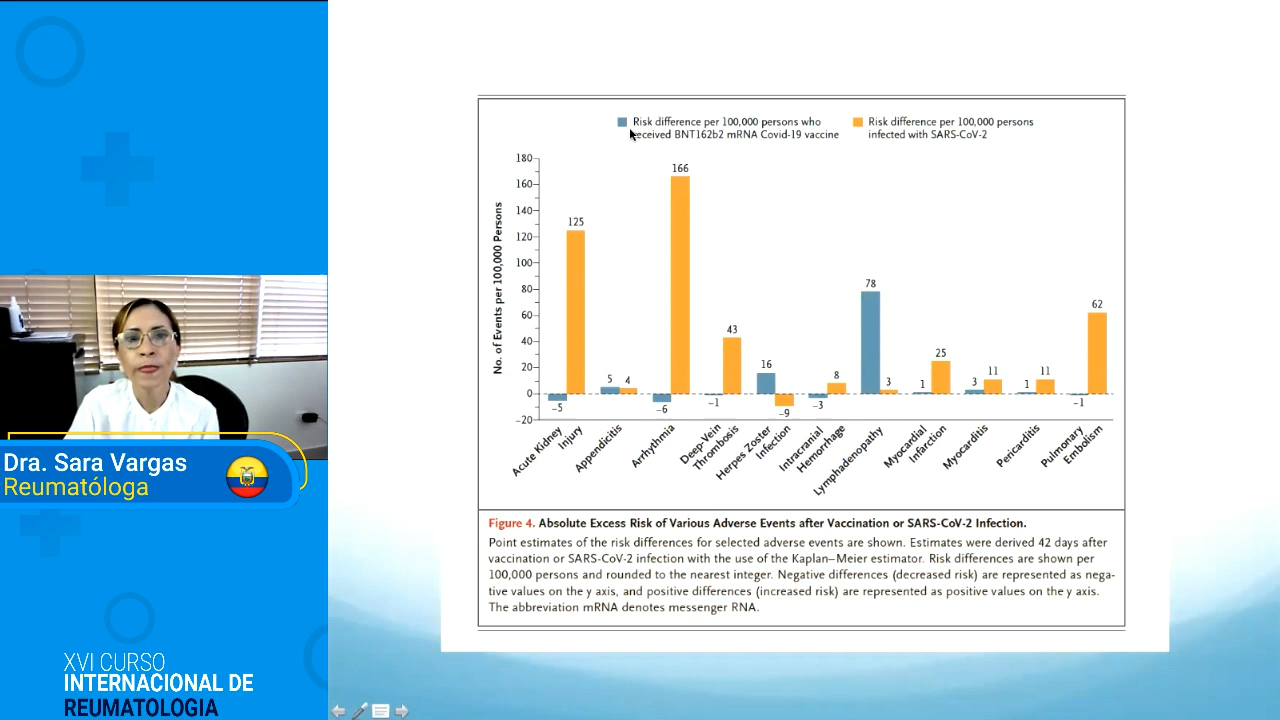 Risk difference per 100,000 persons who
received BNT162b2 mRNA Covid-19 vaccine
Risk difference per 100,000 persons
infected with SARS-CoV-2
No. of Events per 100,000 Persons
180
160
140
120
100
80
60
40
20
0
−20
−5
125
5
4
−6
166
−1
43
16
−9
−3
8
78
3
1
25
3
11
1
11
−1
62
Acute Kidney
Injury
Appendicitis
Arrhythmia
Deep-Vein
Thrombosis
Herpes Zoster
Infection
Intracranial
Hemorrhage
Lymphadenopathy
Myocardial
Infarction
Myocarditis
Pericarditis
Pulmonary
Embolism
Figure 4. Absolute Excess Risk of Various Adverse Events after Vaccination or SARS-CoV-2 Infection.
Point estimates of the risk differences for selected adverse events are shown. Estimates were derived 42 days after
vaccination or SARS-CoV-2 infection with the use of the Kaplan–Meier estimator. Risk differences are shown per
100,000 persons and rounded to the nearest integer. Negative differences (decreased risk) are represented as nega-
tive values on the y axis, and positive differences (increased risk) are represented as positive values on the y axis.
The abbreviation mRNA denotes messenger RNA.
Dra. Sara Vargas
Reumatóloga
XVI CURSO
INTERNACIONAL DE
REUMATOLOGIA